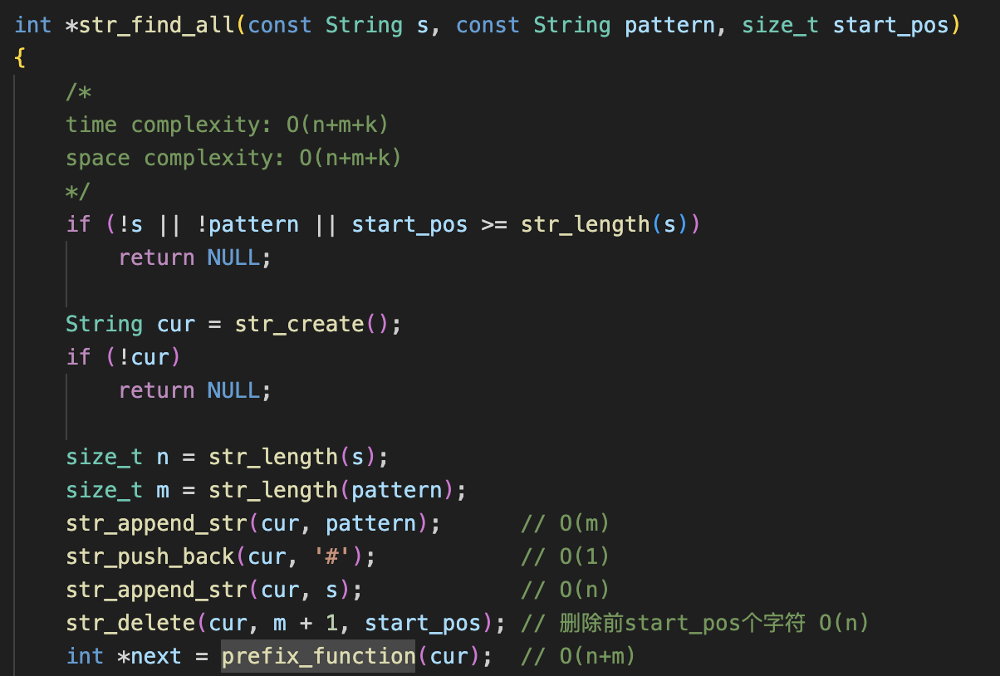 int *str_find_all(const String s, const String pattern, size_t start_pos)
{
/*
time complexity: O(n+m+k)
space complexity: O(n+m+k)
*/
if (!s || !pattern || start_pos >= str_length(s))
return NULL;
String cur = str_create();
if (!cur)
return NULL;
size_t n = str_length(s);
size_t m = str_length(pattern);
str_append_str(cur, pattern); // O(m)
str_push_back(cur, '#'); // O(1)
str_append_str(cur, s); // O(n)
str_delete(cur, m + 1, start_pos); // 删除前start_pos个字符 O(n)
int *next = prefix_function(cur); // O(n+m)